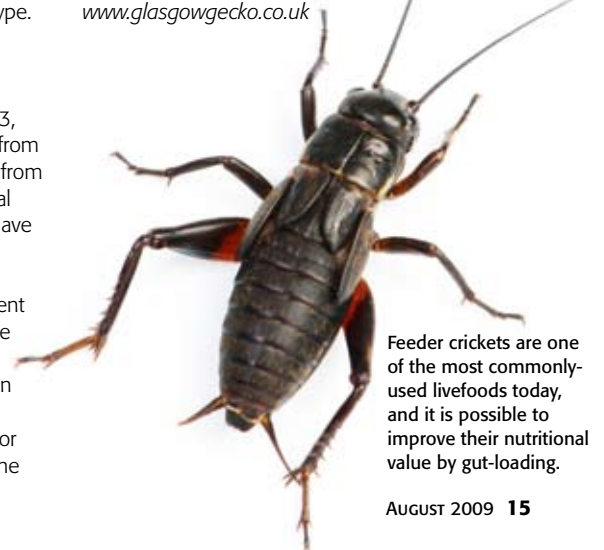 ype.
3,
from
from
al
ave
ent
e
n
or
ne
www.glasgowgecko.co.uk
Feeder crickets are one
of the most commonly-
used livefoods today,
and it is possible to
improve their nutritional
value by gut-loading.
AUGUST 2009 15